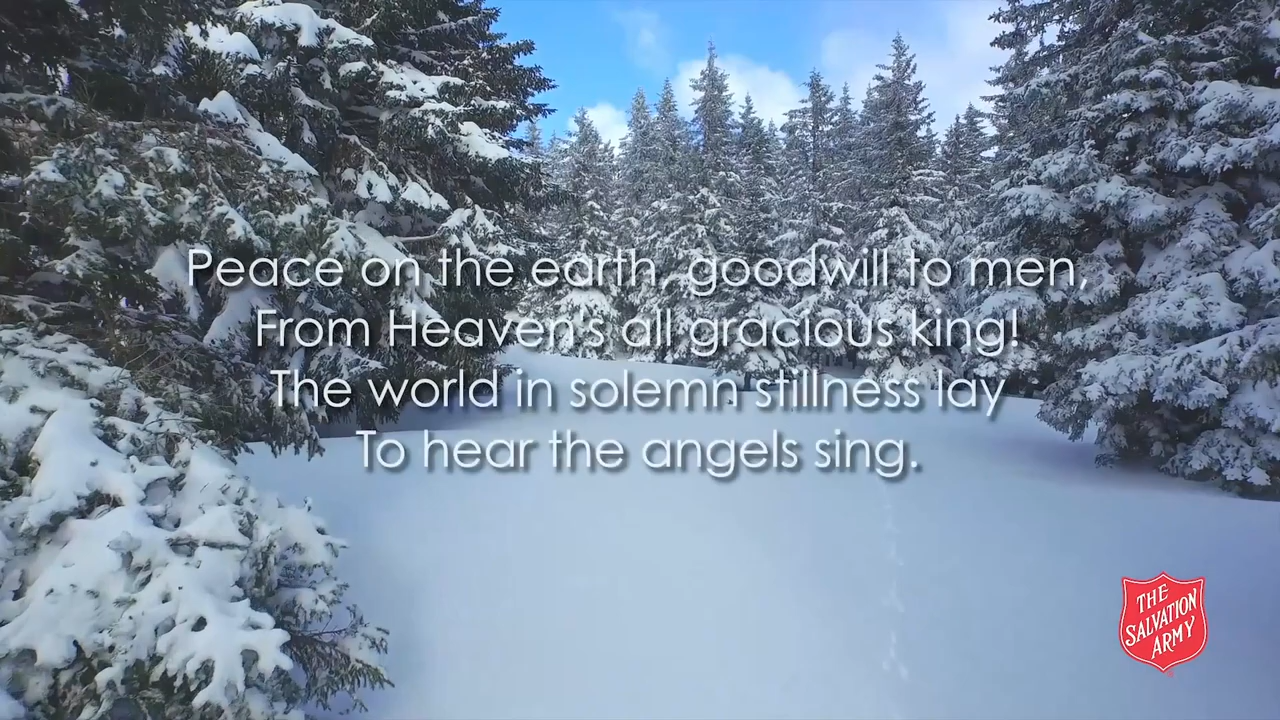 Peace on the earth, goodwill to men,
From Heaven's all gracious king!
The world in solemn stillness lay
To hear the angels sing.
THE
SALVATION
ARMY